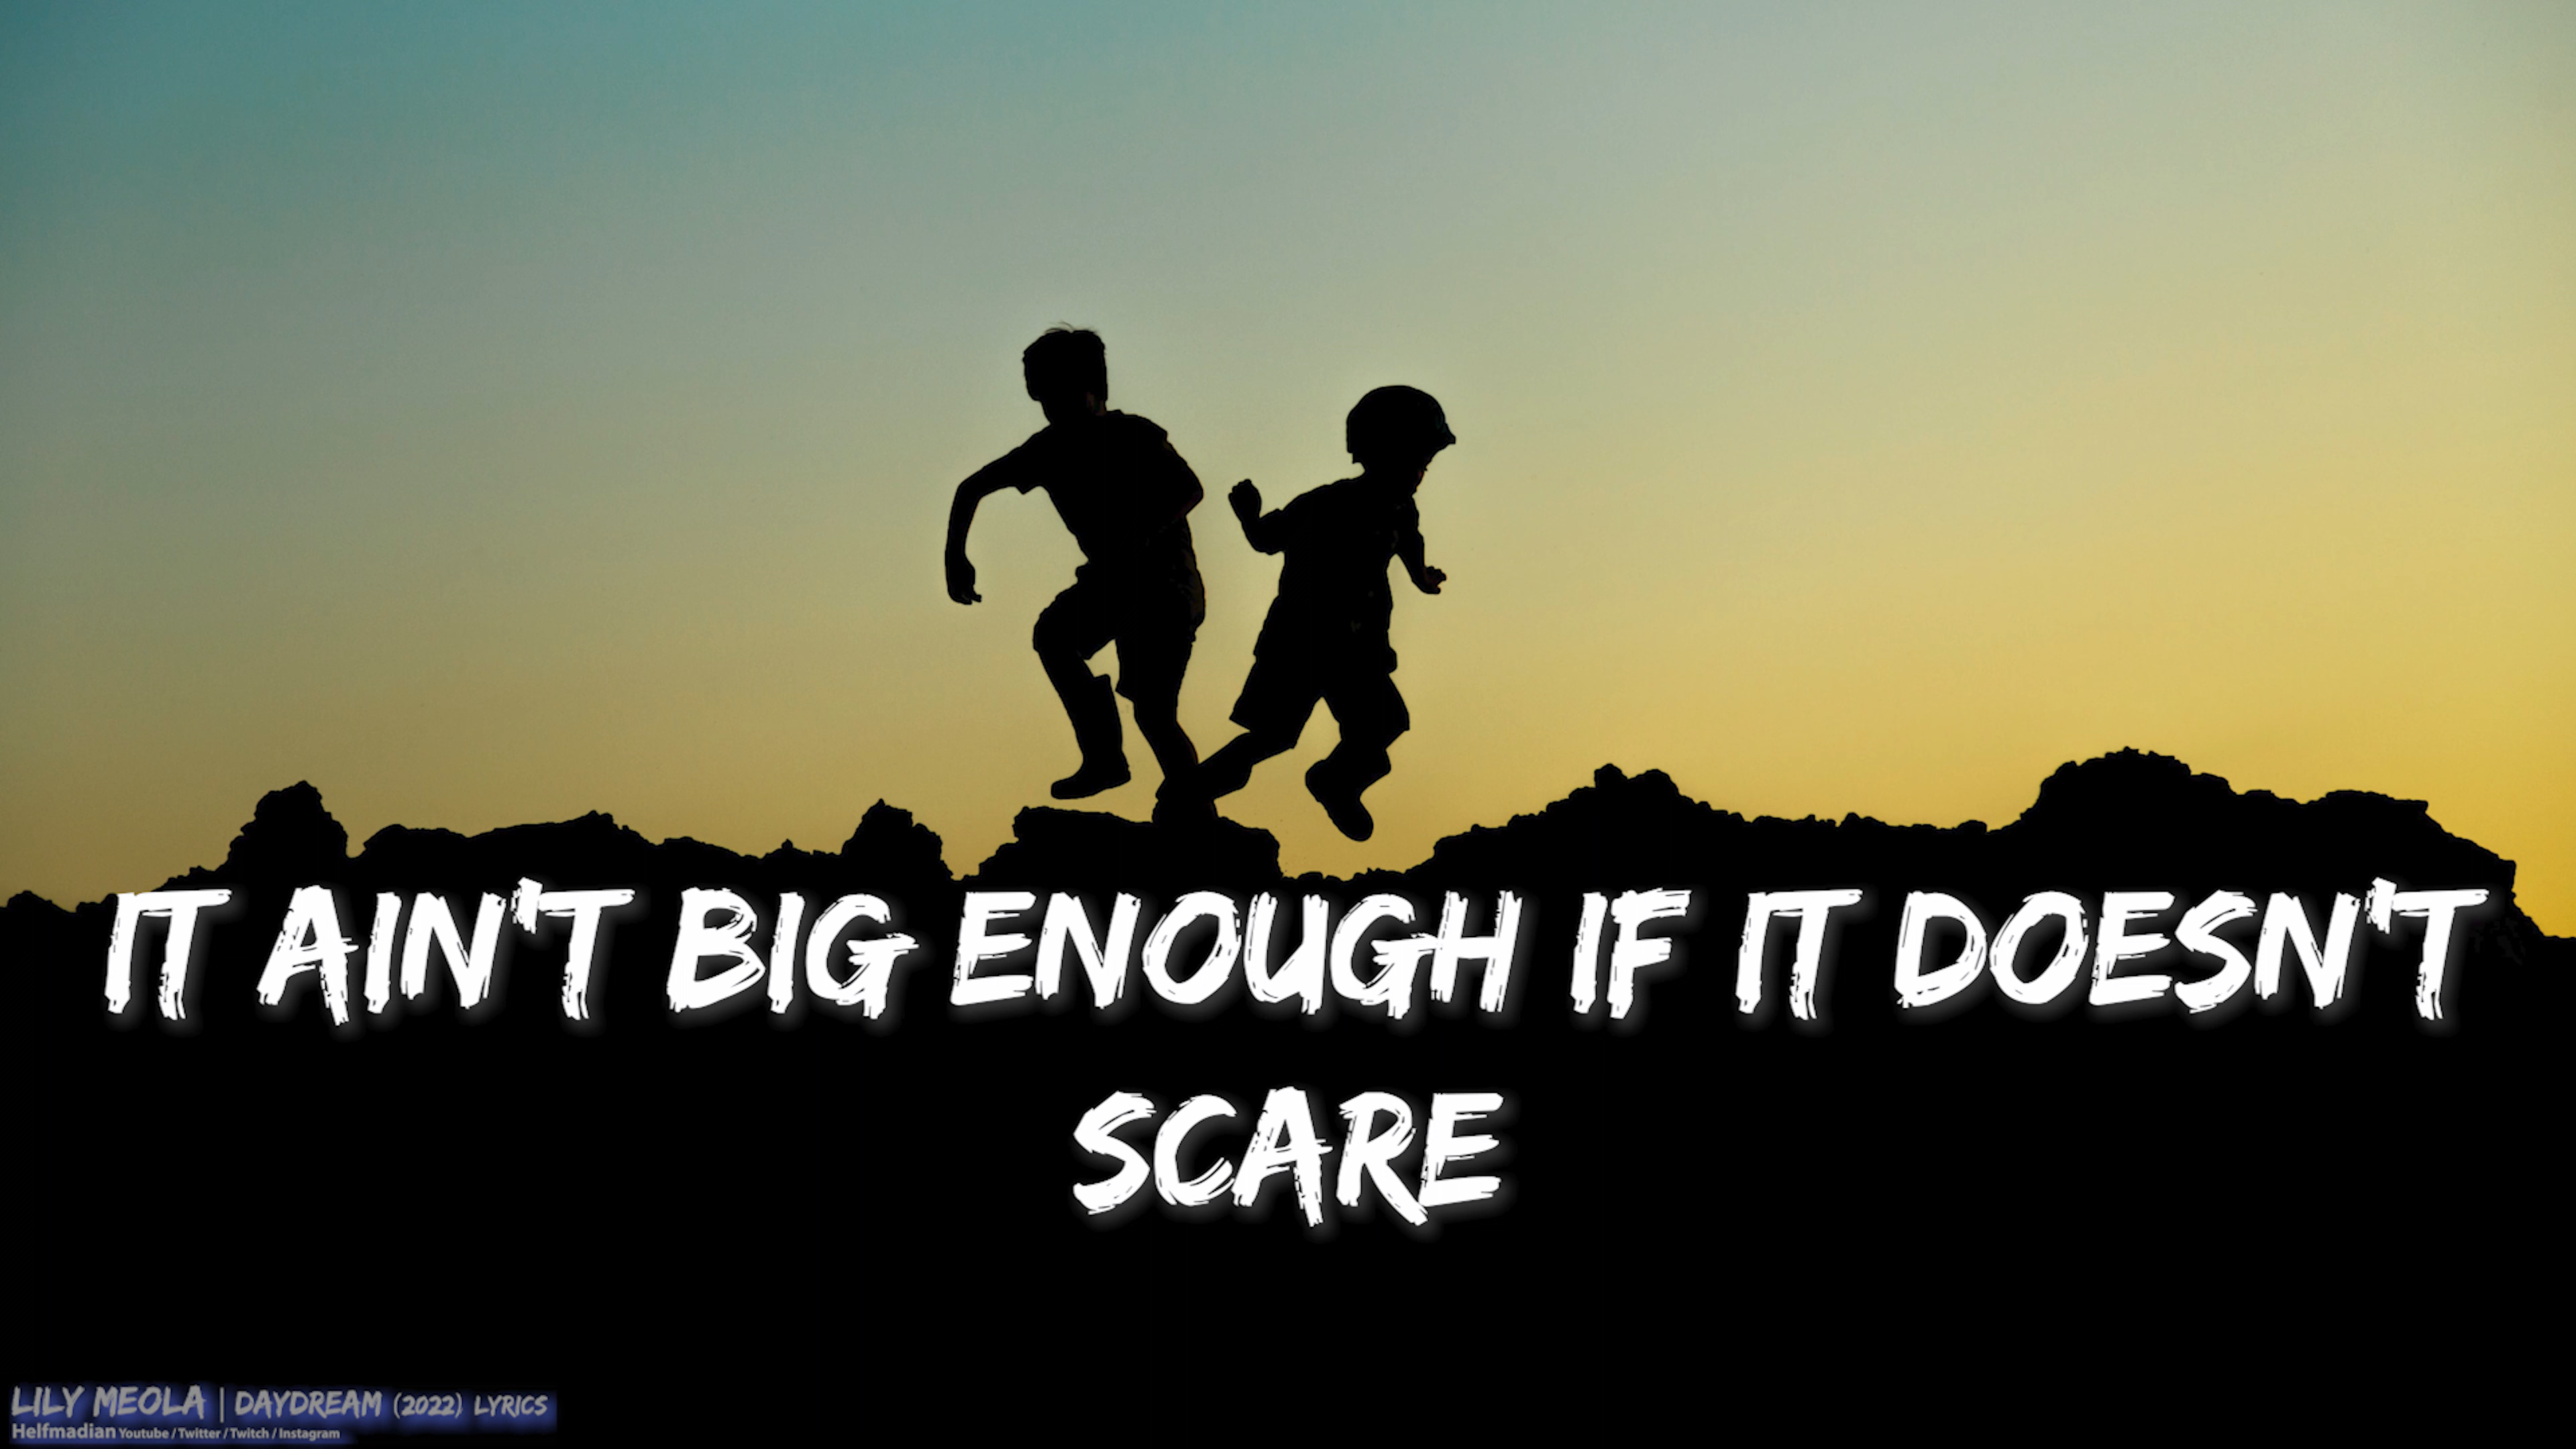 IT AIN'T BIG ENOUGH IF IT DOESN'T
SCARE
LILY MEOLA | DAYDREAM (2022) LYRICS
Helfmadian Youtube / Twitter / Twitch / Instagram